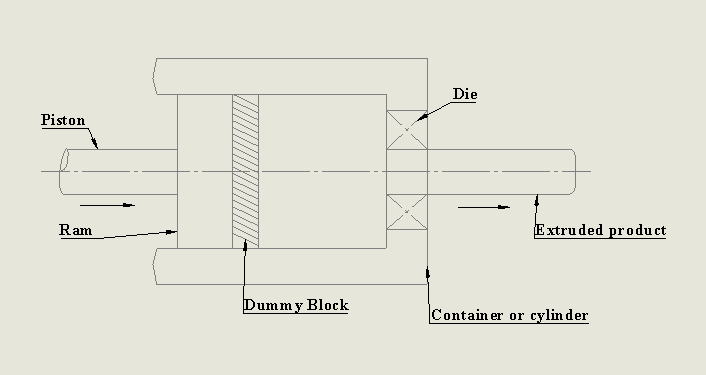 Die
Piston
Ram
Extruded product
Dummy Block
Container or cylinder